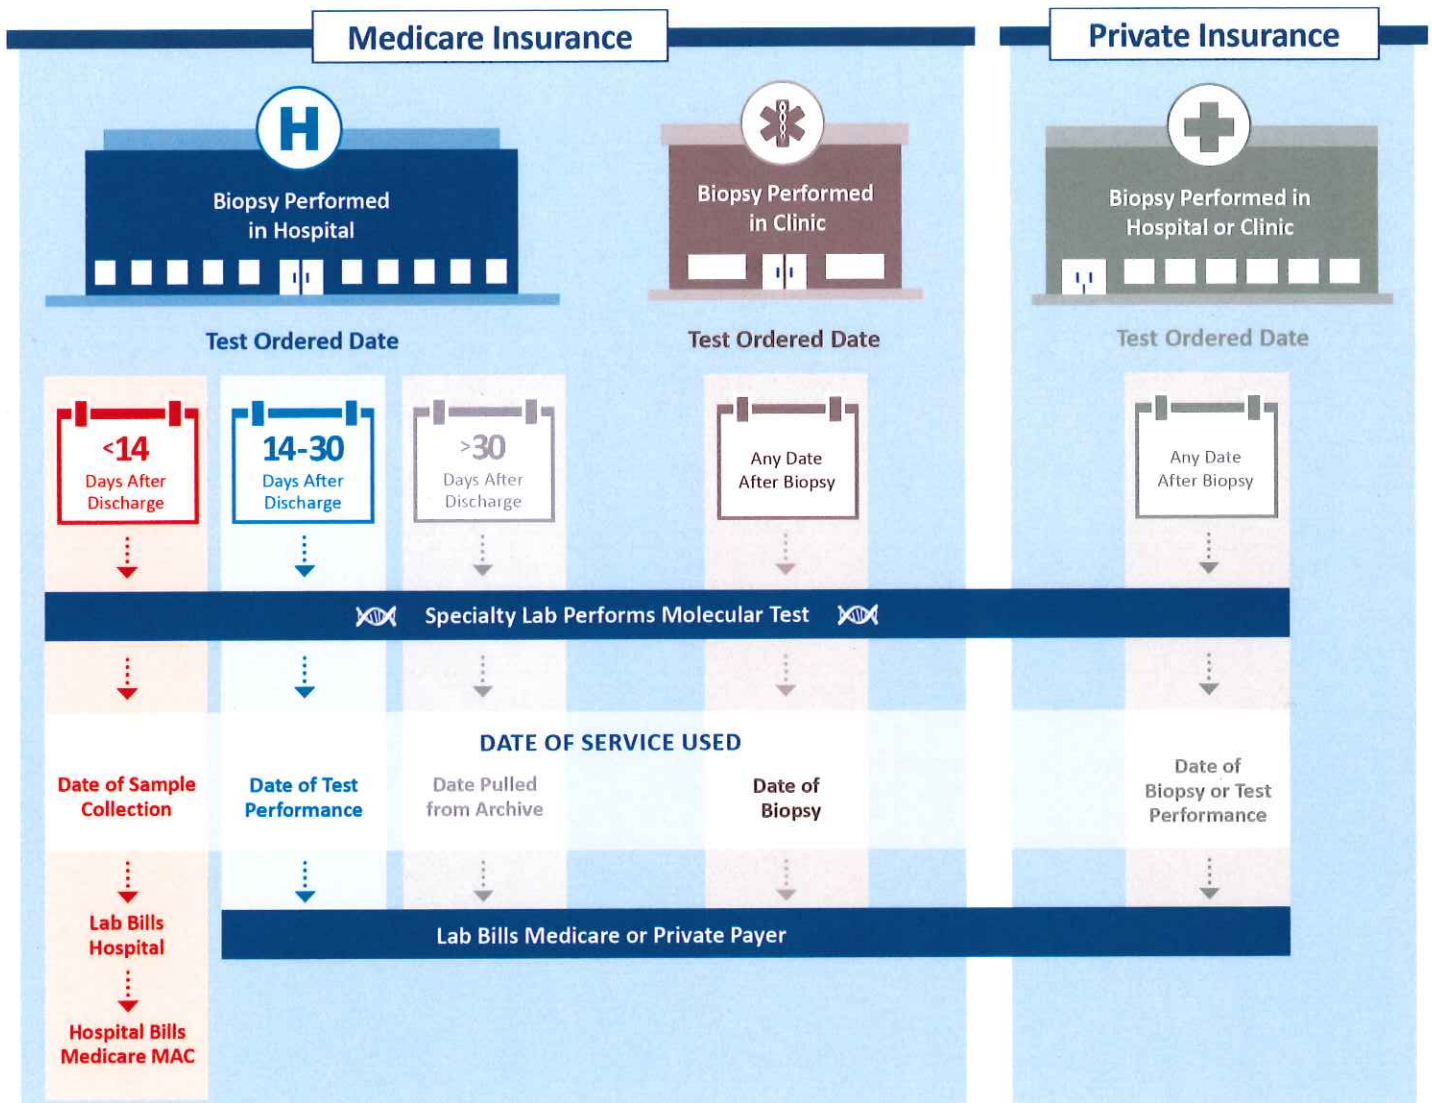 Medicare Insurance
Private Insurance
H
Biopsy Performed
in Hospital
Biopsy Performed
in Clinic
Biopsy Performed in
Hospital or Clinic
Test Ordered Date
Test Ordered Date
Test Ordered Date
<14
Days After
Discharge
14-30
Days After
Discharge
>30
Days After
Discharge
Any Date
After Biopsy
Any Date
After Biopsy
Specialty Lab Performs Molecular Test
DATE OF SERVICE USED
Date of Sample
Collection
Date of Test
Performance
Date Pulled
from Archive
Date of
Biopsy
Date of
Biopsy or Test
Performance
Lab Bills
Hospital
Lab Bills Medicare or Private Payer
Hospital Bills
Medicare MAC